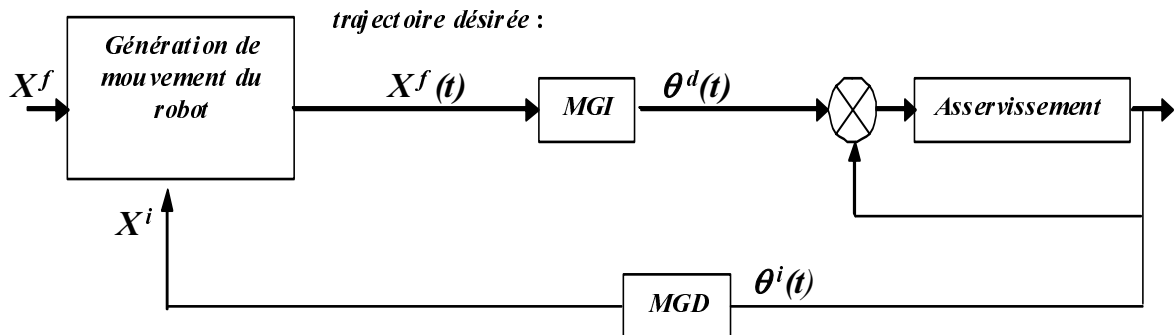 trajectoire désirée :
Génération de
mouvement du
robot
X^f
X^f (t)
MGI
θ^d(t)
Asservissement
X^i
MGD
θ^i(t)